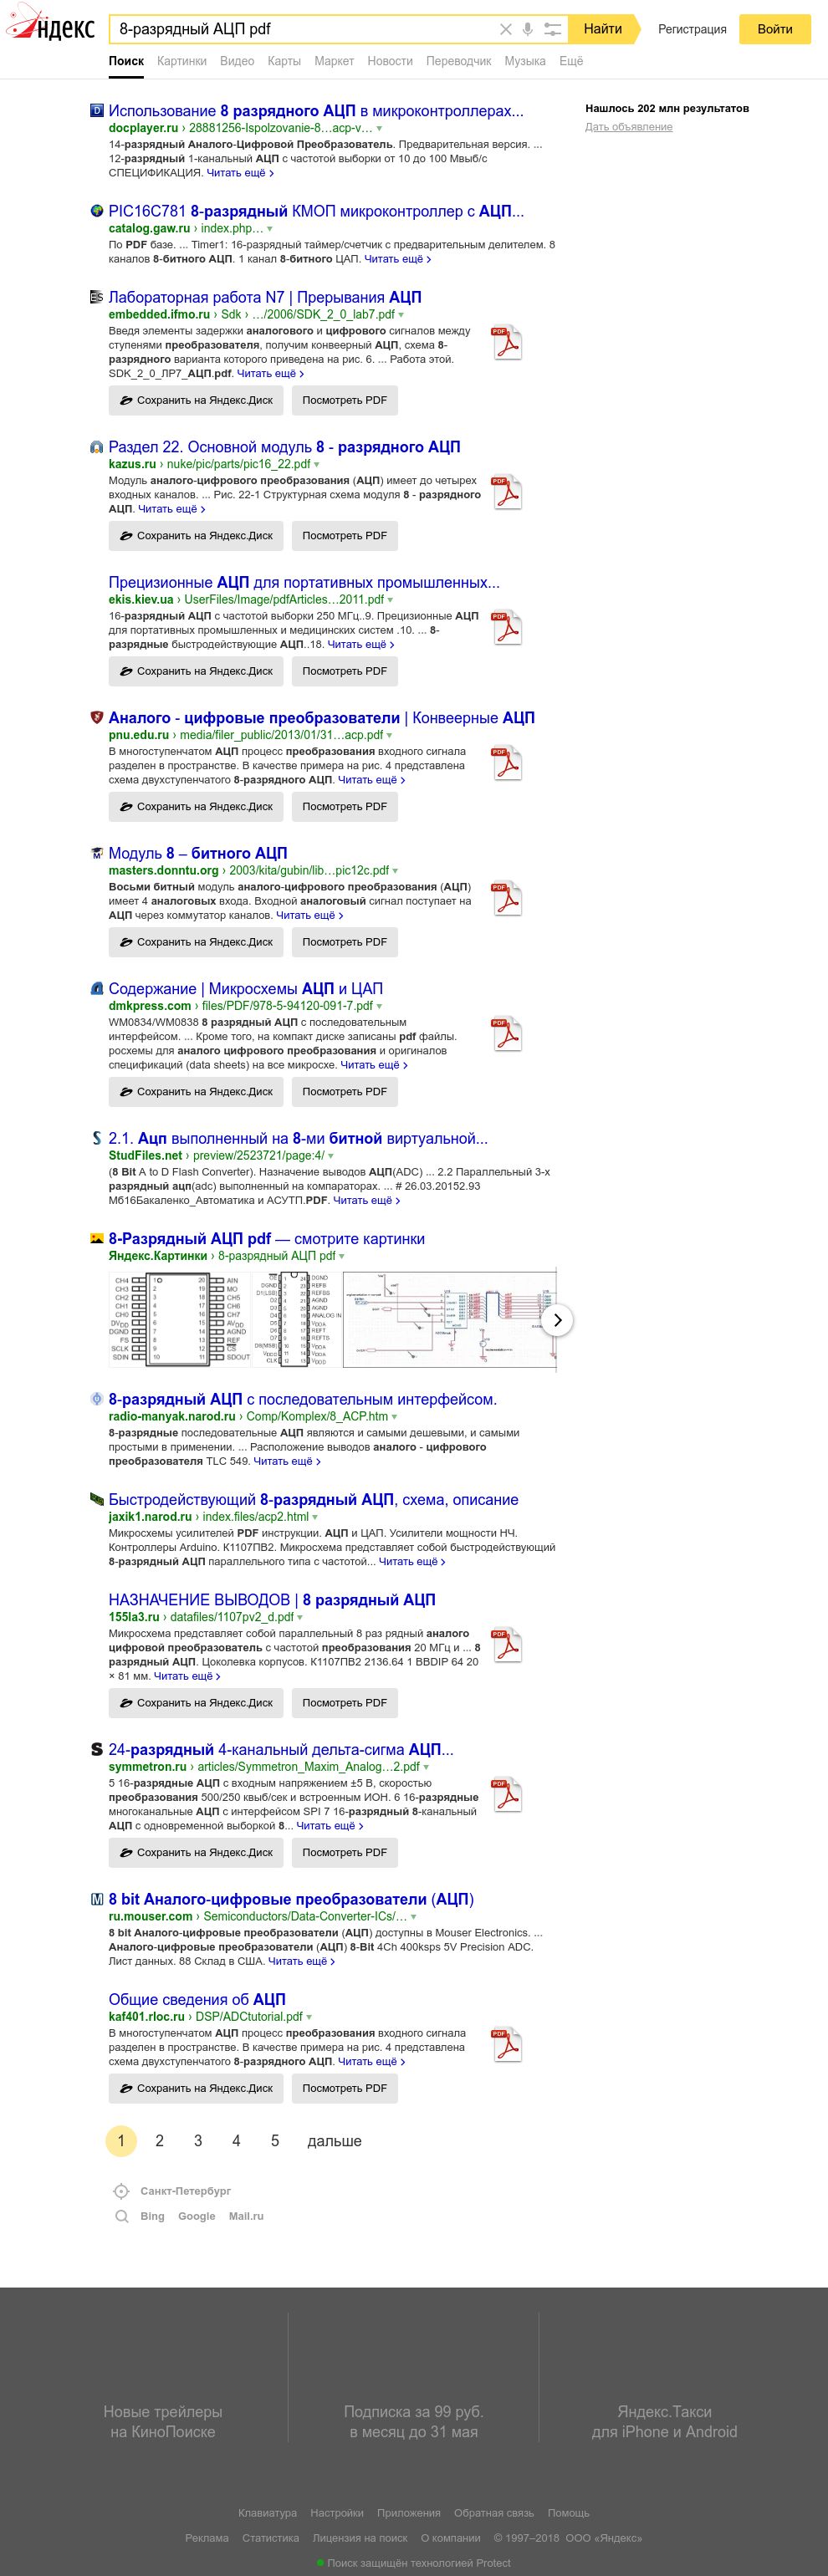 Яндекс
8-разрядный АЦП pdf
Найти
Регистрация
Войти
Поиск Картинки Видео Карты Маркет Новости Переводчик Музыка Ещё
Нашлось 202 млн результатов
Дать объявление
Использование 8 разрядного АЦП в микроконтроллерах...
docplayer.ru › 28881256-Ispolzovanie-8…acp-v…
14-разрядный Аналого-Цифровой Преобразователь. Предварительная версия. ...
12-разрядный 1-канальный АЦП с частотой выборки от 10 до 100 Мвыб/с
СПЕЦИФИКАЦИЯ. Читать ещё ›
PIC16C781 8-разрядный КМОП микроконтроллер с АЦП...
catalog.gaw.ru › index.php…
По PDF базе. ... Timer1: 16-разрядный таймер/счетчик с предварительным делителем. 8
каналов 8-битного АЦП. 1 канал 8-битного ЦАП. Читать ещё ›
Лабораторная работа N7 | Прерывания АЦП
embedded.ifmo.ru › Sdk › …/2006/SDK_2_0_lab7.pdf
Введя элементы задержки аналогового и цифрового сигналов между
ступенями преобразователя, получим конвеерный АЦП, схема 8-
разрядного варианта которого приведена на рис. 6. ... Работа этой.
SDK_2_0_ЛР7_АЦП.pdf. Читать ещё ›
PDF
Сохранить на Яндекс.Диск Посмотреть PDF
Раздел 22. Основной модуль 8 - разрядного АЦП
kazus.ru › nuke/pic/parts/pic16_22.pdf
Модуль аналого-цифрового преобразования (АЦП) имеет до четырех
входных каналов. ... Рис. 22-1 Структурная схема модуля 8 - разрядного
АЦП. Читать ещё ›
PDF
Сохранить на Яндекс.Диск Посмотреть PDF
Прецизионные АЦП для портативных промышленных...
ekis.kiev.ua › UserFiles/Image/pdfArticles…2011.pdf
16-разрядный АЦП с частотой выборки 250 МГц..9. Прецизионные АЦП
для портативных промышленных и медицинских систем .10. ... 8-
разрядные быстродействующие АЦП..18. Читать ещё ›
PDF
Сохранить на Яндекс.Диск Посмотреть PDF
Аналого - цифровые преобразователи | Конвеерные АЦП
pnu.edu.ru › media/filer_public/2013/01/31…acp.pdf
В многоступенчатом АЦП процесс преобразования входного сигнала
разделен в пространстве. В качестве примера на рис. 4 представлена
схема двухступенчатого 8-разрядного АЦП. Читать ещё ›
PDF
Сохранить на Яндекс.Диск Посмотреть PDF
Модуль 8 – битного АЦП
masters.donntu.org › 2003/kita/gubin/lib…pic12c.pdf
Восьми битный модуль аналого-цифрового преобразования (АЦП)
имеет 4 аналоговых входа. Входной аналоговый сигнал поступает на
АЦП через коммутатор каналов. Читать ещё ›
PDF
Сохранить на Яндекс.Диск Посмотреть PDF
Содержание | Микросхемы АЦП и ЦАП
dmkpress.com › files/PDF/978-5-94120-091-7.pdf
WM0834/WM0838 8 разрядный АЦП с последовательным
интерфейсом. ... Кроме того, на компакт диске записаны pdf файлы.
росхемы для аналого цифрового преобразования и оригиналов
спецификаций (data sheets) на все микросхе. Читать ещё ›
PDF
Сохранить на Яндекс.Диск Посмотреть PDF
2.1. Ацп выполненный на 8-ми битной виртуальной...
StudFiles.net › preview/2523721/page:4/
(8 Bit A to D Flash Converter). Назначение выводов АЦП(ADC) ... 2.2 Параллельный 3-х
разрядный ацп(adc) выполненный на компараторах. ... # 26.03.20152.93
Мб16Бакаленко_Автоматика и АСУТП.PDF. Читать ещё ›
8-Разрядный АЦП pdf — смотрите картинки
Яндекс.Картинки › 8-разрядный АЦП pdf
8-разрядный АЦП с последовательным интерфейсом.
radio-manyak.narod.ru › Comp/Komplex/8_ACP.htm
8-разрядные последовательные АЦП являются и самыми дешевыми, и самыми
простыми в применении. ... Расположение выводов аналого - цифрового
преобразователя TLC 549. Читать ещё ›
Быстродействующий 8-разрядный АЦП, схема, описание
jaxik1.narod.ru › index.files/acp2.html
Микросхемы усилителей PDF инструкции. АЦП и ЦАП. Усилители мощности НЧ.
Контроллеры Arduino. К1107ПВ2. Микросхема представляет собой быстродействующий
8-разрядный АЦП параллельного типа с частотой... Читать ещё ›
НАЗНАЧЕНИЕ ВЫВОДОВ | 8 разрядный АЦП
155la3.ru › datafiles/1107pv2_d.pdf
Микросхема представляет собой параллельный 8 раз рядный аналого
цифровой преобразователь с частотой преобразования 20 МГц и ... 8
разрядный АЦП. Цоколевка корпусов. К1107ПВ2 2136.64 1 BBDIP 64 20
× 81 мм. Читать ещё ›
PDF
Сохранить на Яндекс.Диск Посмотреть PDF
24-разрядный 4-канальный дельта-сигма АЦП...
symmetron.ru › articles/Symmetron_Maxim_Analog…2.pdf
5 16-разрядные АЦП с входным напряжением ±5 В, скоростью
преобразования 500/250 квыб/сек и встроенным ИОН. 6 16-разрядные
многоканальные АЦП с интерфейсом SPI 7 16-разрядный 8-канальный
АЦП с одновременной выборкой 8... Читать ещё ›
PDF
Сохранить на Яндекс.Диск Посмотреть PDF
8 bit Аналого-цифровые преобразователи (АЦП)
ru.mouser.com › Semiconductors/Data-Converter-ICs/…
8 bit Аналого-цифровые преобразователи (АЦП) доступны в Mouser Electronics. ...
Аналого-цифровые преобразователи (АЦП) 8-Bit 4Ch 400ksps 5V Precision ADC.
Лист данных. 88 Склад в США. Читать ещё ›
Общие сведения об АЦП
kaf401.rloc.ru › DSP/ADCtutorial.pdf
В многоступенчатом АЦП процесс преобразования входного сигнала
разделен в пространстве. В качестве примера на рис. 4 представлена
схема двухступенчатого 8-разрядного АЦП. Читать ещё ›
PDF
Сохранить на Яндекс.Диск Посмотреть PDF
1 2 3 4 5 дальше
Санкт-Петербург
Bing Google Mail.ru
Новые трейлеры
на КиноПоиске
Подписка за 99 руб.
в месяц до 31 мая
Яндекс.Такси
для iPhone и Android
Клавиатура Настройки Приложения Обратная связь Помощь
Реклама Статистика Лицензия на поиск О компании © 1997–2018 ООО «Яндекс»
Поиск защищён технологией Protect